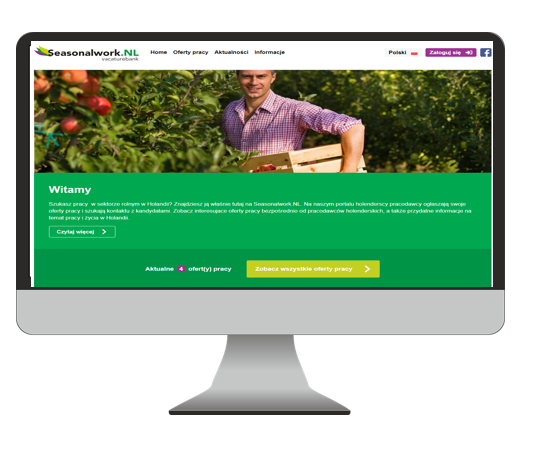 Seasonalwork.NL
vacaturebank
Home Oferty pracy Aktualności Informacje
Polski
Zaloguj się
Witamy
Szukasz pracy w sektorze rolnym w Holandii? Znajdziesz ją właśnie tutaj na Seasonalwork.NL. Na naszym portalu holenderscy pracodawcy ogłaszają swoje
oferty pracy i szukają kontaktu z kandydatami. Zobacz interesujące oferty pracy bezpośrednio od pracodawców holenderskich, a także przydatne informacje na
temat pracy i życia w Holandii.
Czytaj więcej
Aktualne 4 ofert(y) pracy
Zobacz wszystkie oferty pracy